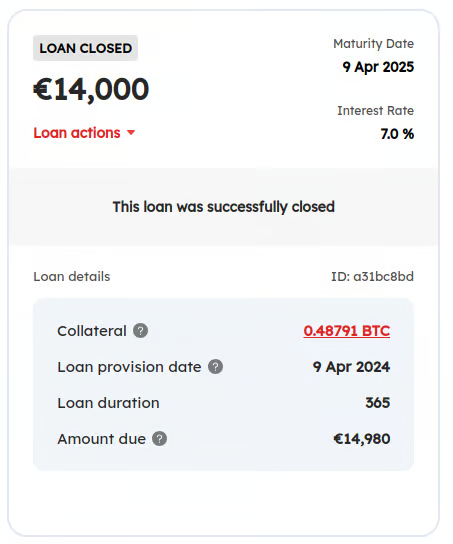 LOAN CLOSED
€14,000
Loan actions
Maturity Date
9 Apr 2025
Interest Rate
7.0 %
This loan was successfully closed
Loan details
ID: a31bc8bd
Collateral ? 0.48791 BTC
Loan provision date ? 9 Apr 2024
Loan duration 365
Amount due ? €14,980